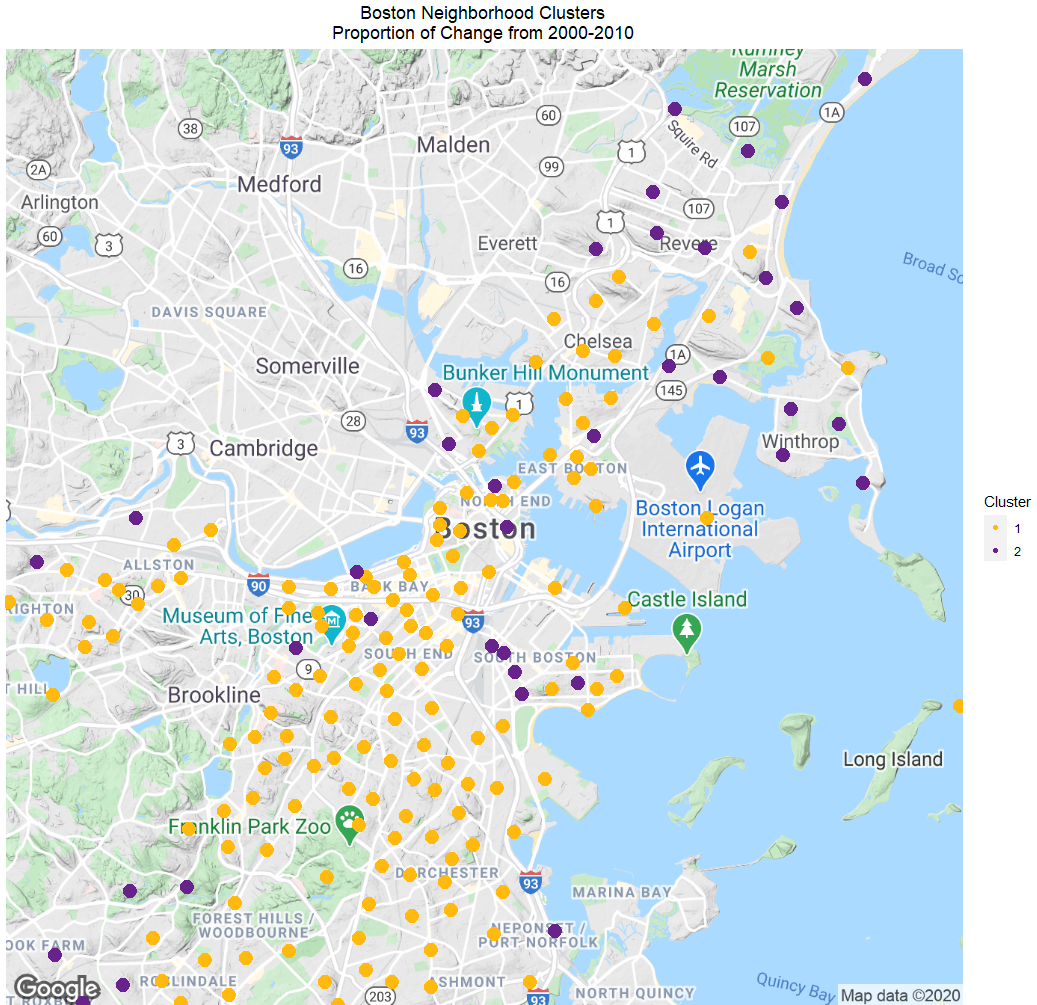 Boston Neighborhood Clusters
Proportion of Change from 2000-2010
Rumney
Marsh
Reservation
1A
60
107
38
93
Malden
1
Squire Rd
99
2A
Medford
Arlington
107
60
3
1
Everett
Revere
Broad So
16
16
DAVIS SQUARE
Chelsea
1A
Somerville
Bunker Hill Monument
145
1
28
93
3
Cambridge
Winthrop
EAST BOSTON
NORTH END
Boston
Boston Logan
International
Airport
Cluster
1
2
ALLSTON
90
BACK BAY
30
IGHTON
Castle Island
Museum of Fine
Arts, Boston
93
SOUTH END
SOUTH BOSTON
9
T HILL
Brookline
Long Island
Franklin Park Zoo
DORCHESTER
93
MARINA BAY
FOREST HILLS /
WOODBOURNE
NEPONSET /
PORT-NORFOLK
OOK FARM
ROSLINDALE
ASHMONT
Quincy Bay
Google
T ROXBU
203
93
NORTH QUINCY
Map data ©2020